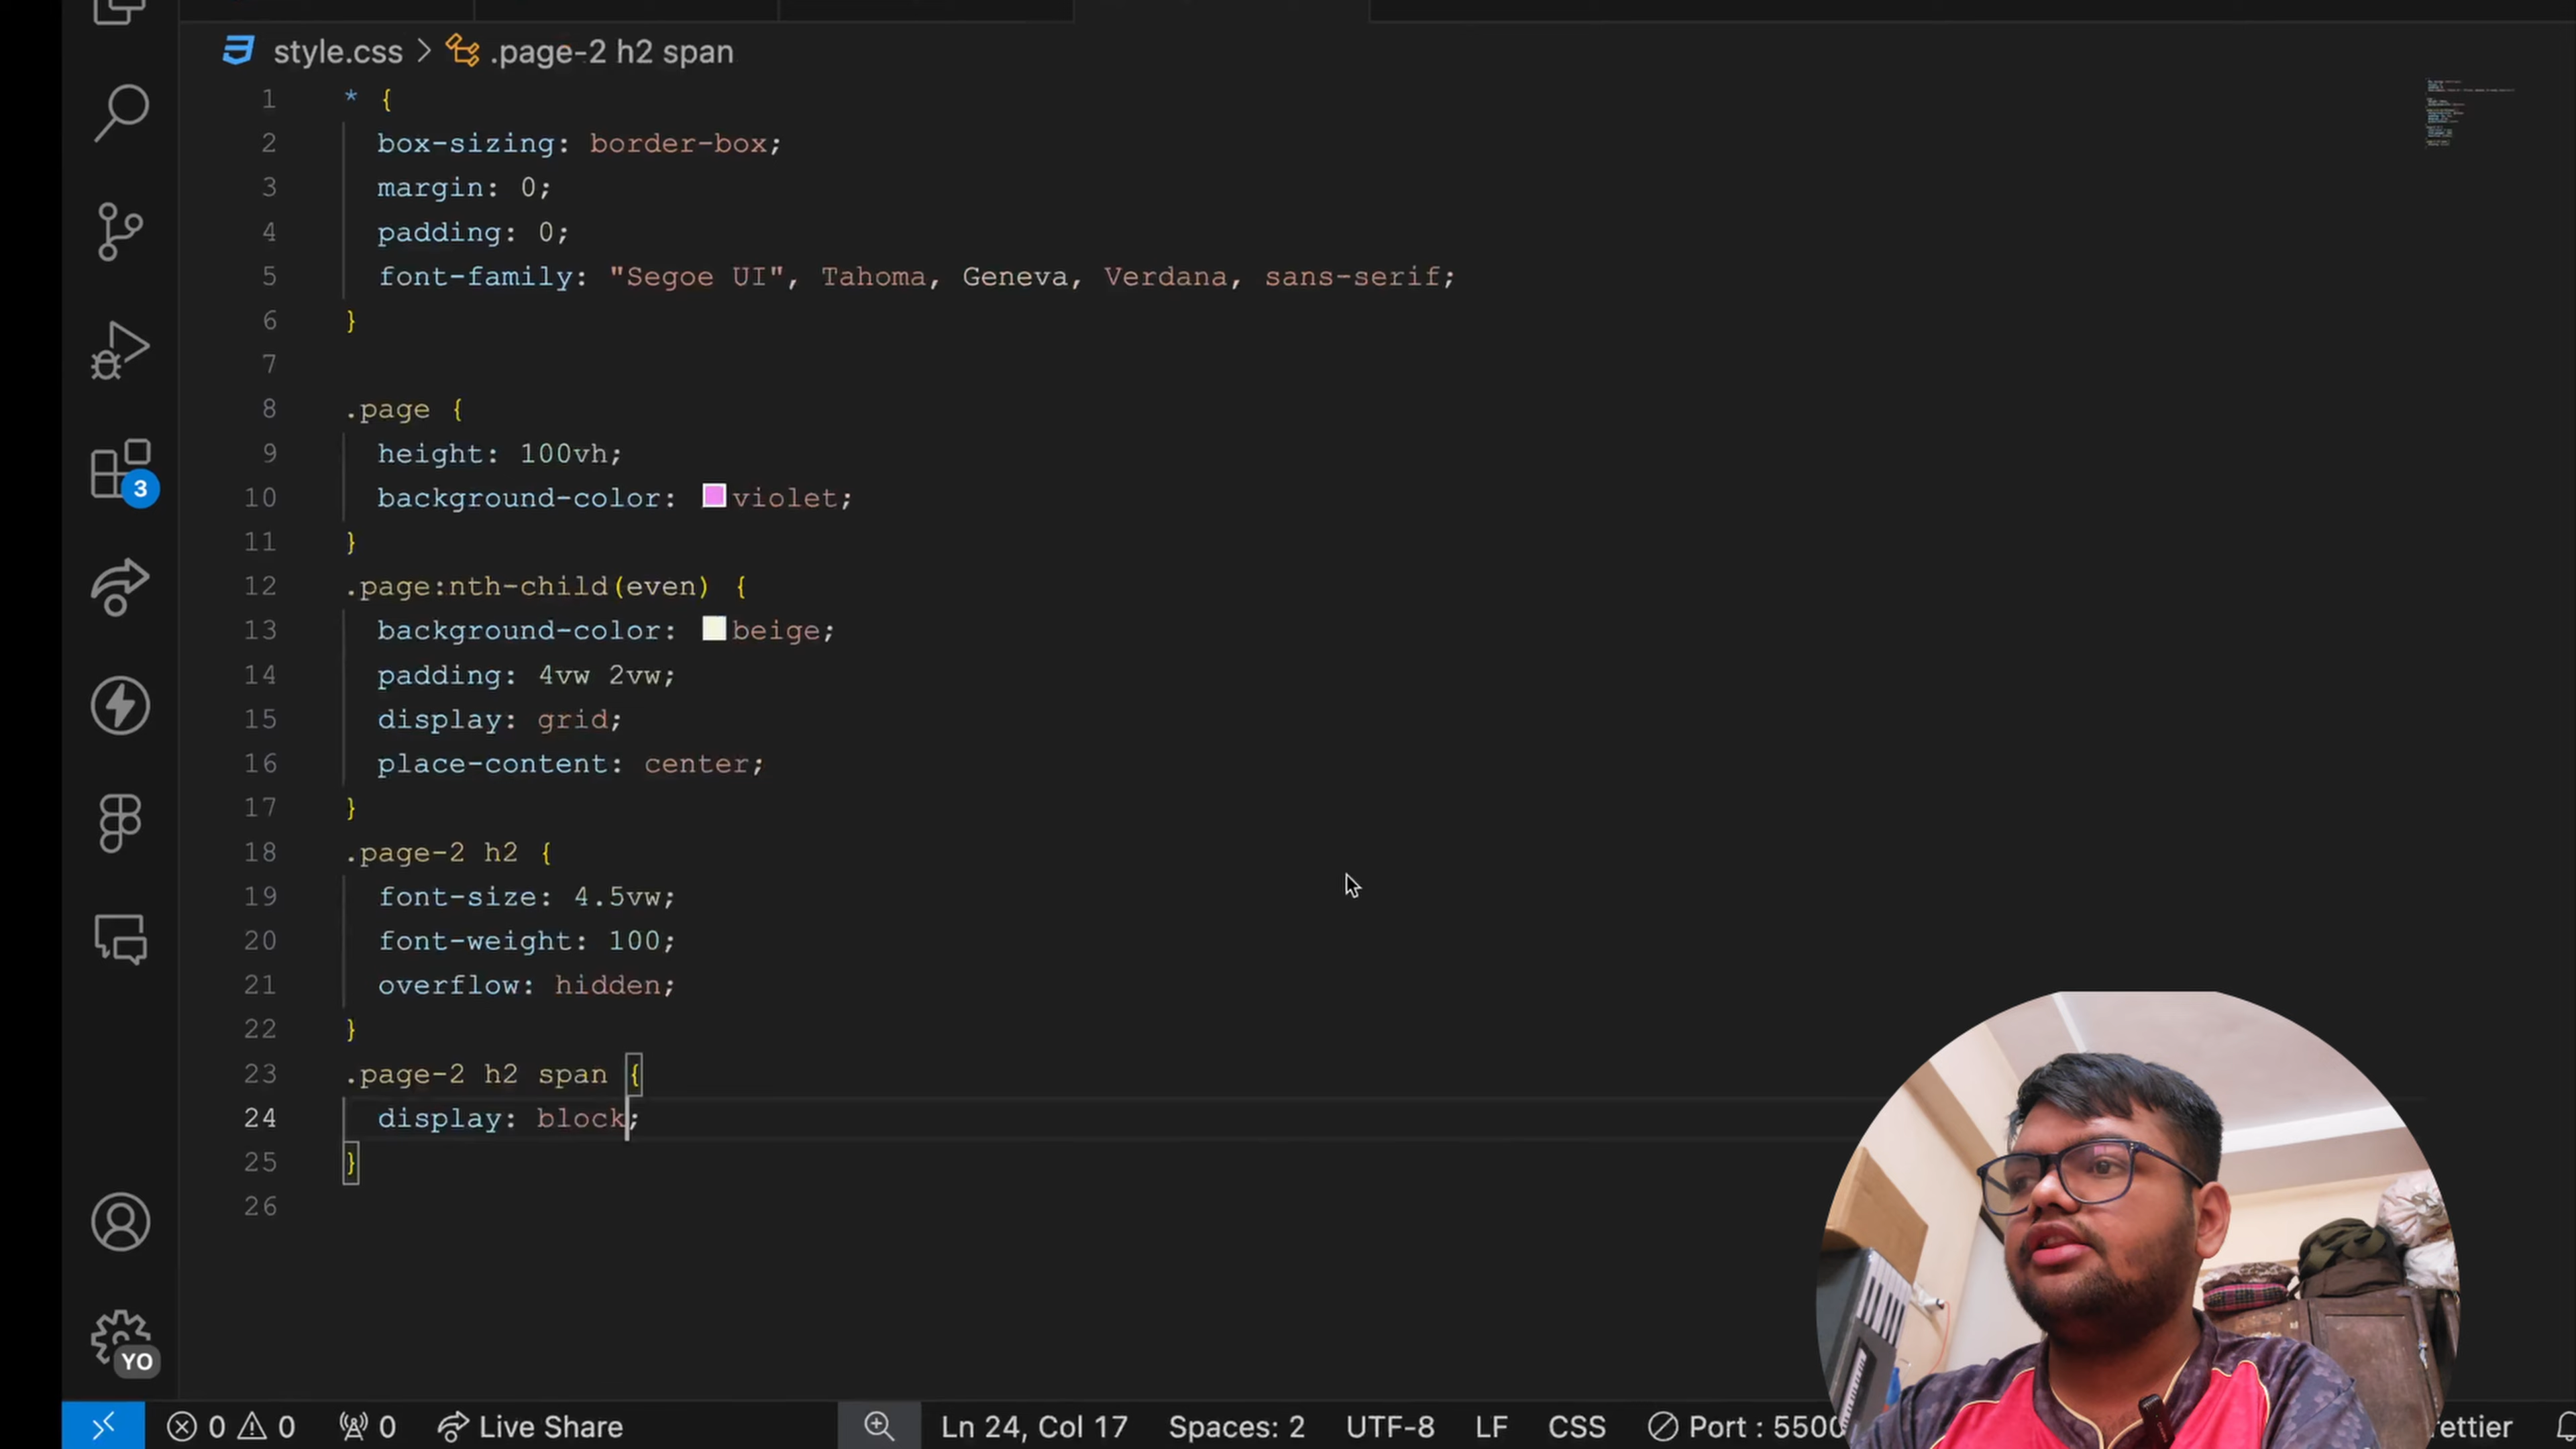 style.css > .page-2 h2 span
1 * {
2 box-sizing: border-box;
3 margin: 0;
4 padding: 0;
5 font-family: "Segoe UI", Tahoma, Geneva, Verdana, sans-serif;
6 }
7
8 .page {
9 height: 100vh;
10 background-color: violet;
11 }
12 .page:nth-child(even) {
13 background-color: beige;
14 padding: 4vw 2vw;
15 display: grid;
16 place-content: center;
17 }
18 .page-2 h2 {
19 font-size: 4.5vw;
20 font-weight: 100;
21 overflow: hidden;
22 }
23 .page-2 h2 span {
24 display: block;
25 }
26
3
YO
0 0 0 Live Share Ln 24, Col 17 Spaces: 2 UTF-8 LF CSS Port : 5500 ettier